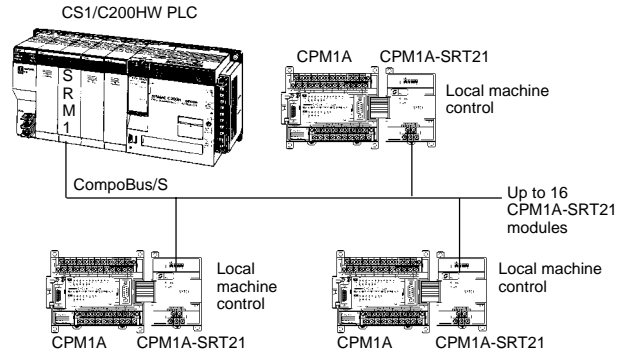 CS1/C200HW PLC
SRM1
CPM1A CPM1A-SRT21
Local machine
control
CompoBus/S
Up to 16
CPM1A-SRT21
modules
Local
machine
control
CPM1A CPM1A-SRT21
Local machine
control
CPM1A CPM1A-SRT21